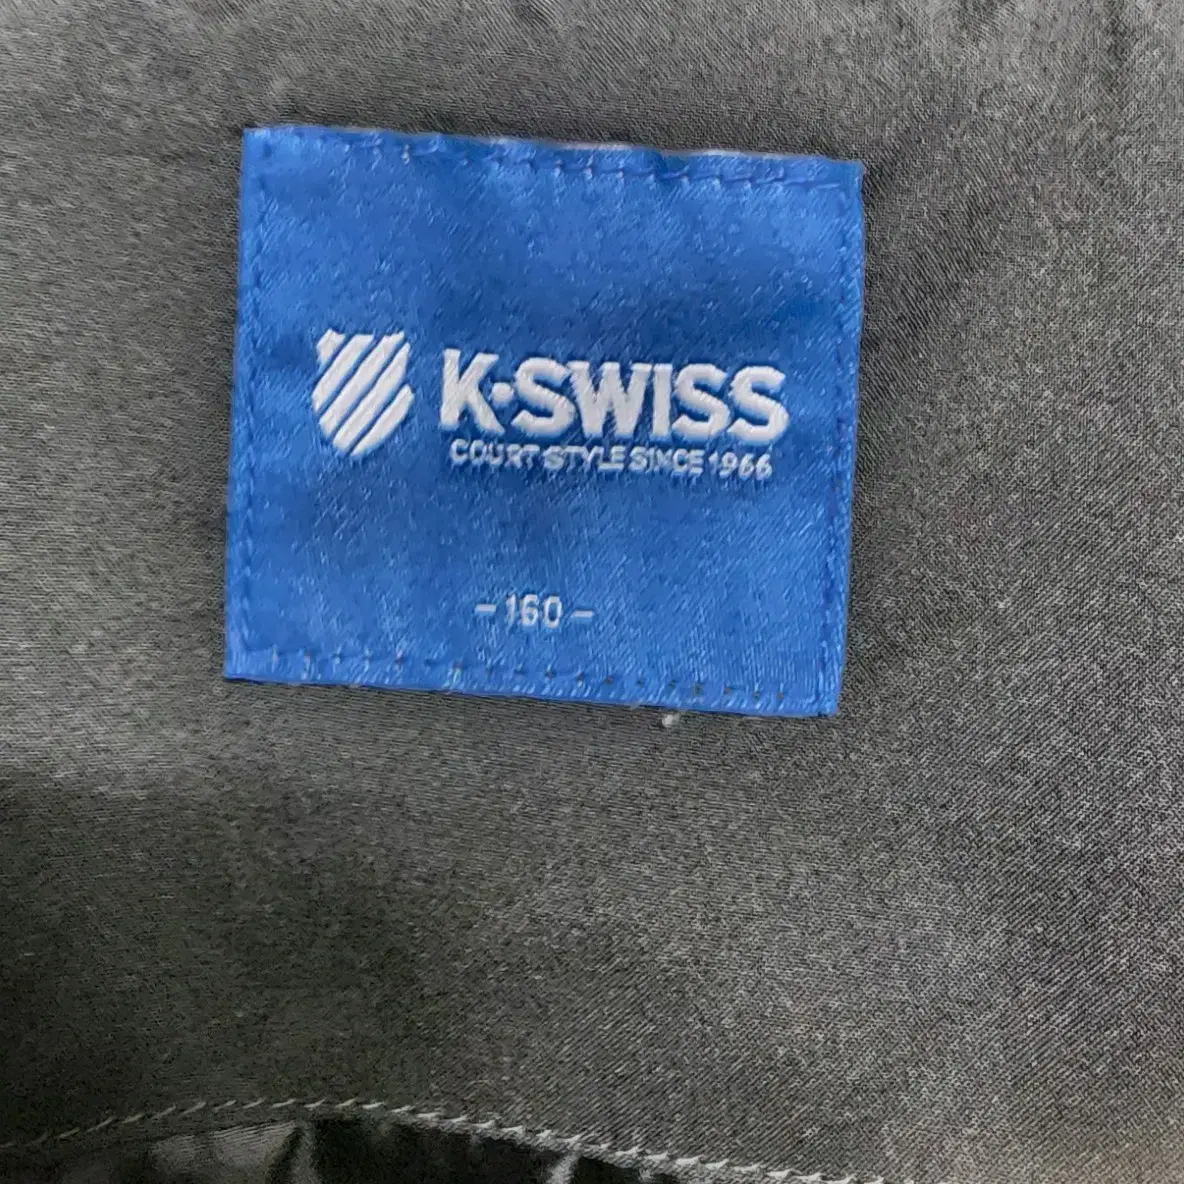 K·SWISS
COURT STYLE SINCE 1966
- 160 -